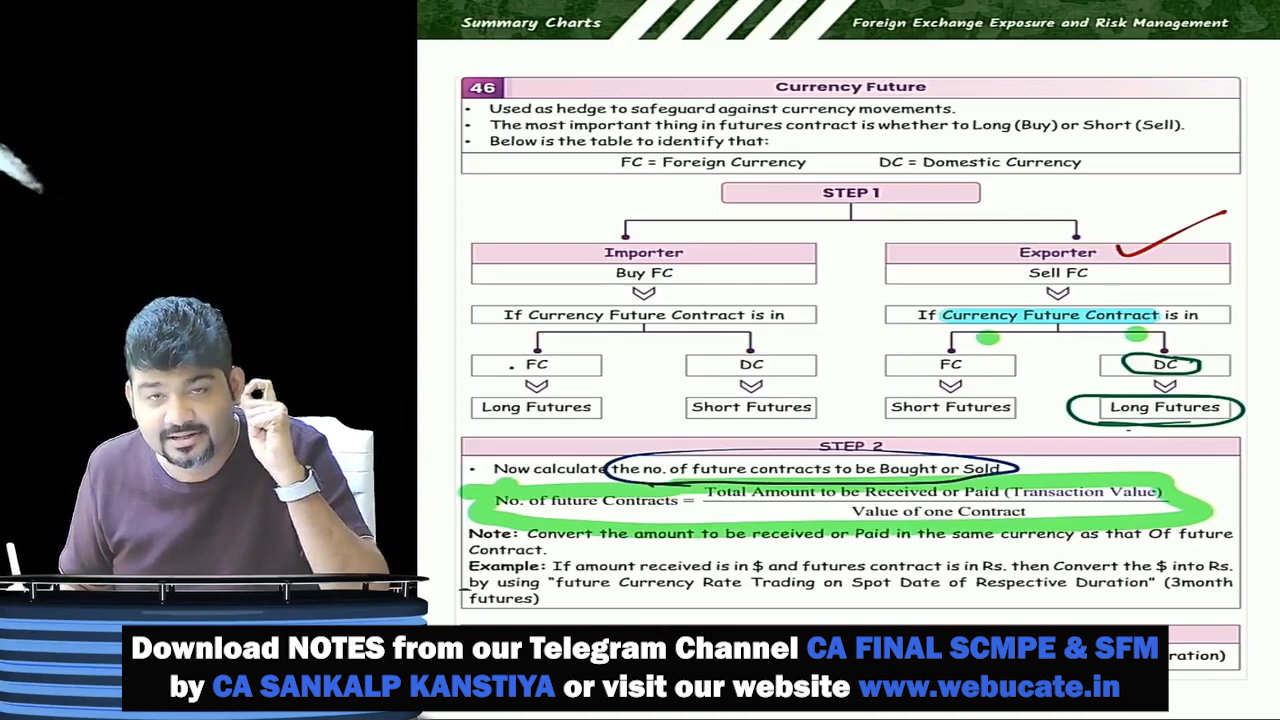 Summary Charts
Foreign Exchange Exposure and Risk Management
46
Currency Future
• Used as hedge to safeguard against currency movements.
• The most important thing in futures contract is whether to Long (Buy) or Short (Sell).
• Below is the table to identify that:
FC = Foreign Currency DC = Domestic Currency
STEP 1
Importer
Exporter
Buy FC
Sell FC
If Currency Future Contract is in
If Currency Future Contract is in
FC
DC
FC
DC
Long Futures
Short Futures
Short Futures
Long Futures
STEP 2
• Now calculate the no. of future contracts to be Bought or Sold
No. of future Contracts = Total Amount to be Received or Paid (Transaction Value)
Value of one Contract
Note: Convert the amount to be received or Paid in the same currency as that Of future
Contract.
Example: If amount received is in $ and futures contract is in Rs. then Convert the $ into Rs.
by using "future Currency Rate Trading on Spot Date of Respective Duration" (3month
futures)
Download NOTES from our Telegram Channel CA FINAL SCMPE & SFM
by CA SANKALP KANSTIYA or visit our website www.webucate.in